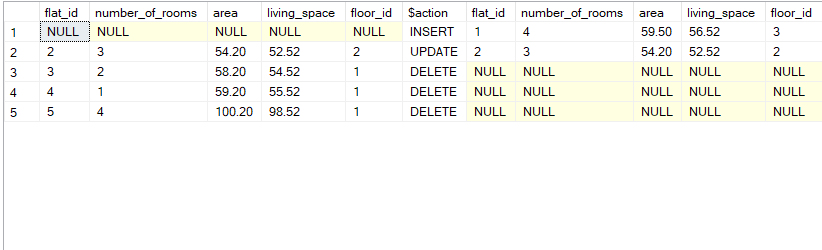 flat_id number_of_rooms area living_space floor_id $action flat_id number_of_rooms area living_space floor_id
1 NULL NULL NULL NULL NULL INSERT 1 4 59.50 56.52 3
2 2 3 54.20 52.52 2 UPDATE 2 3 54.20 52.52 2
3 3 2 58.20 54.52 1 DELETE NULL NULL NULL NULL NULL
4 4 1 59.20 55.52 1 DELETE NULL NULL NULL NULL NULL
5 5 4 100.20 98.52 1 DELETE NULL NULL NULL NULL NULL